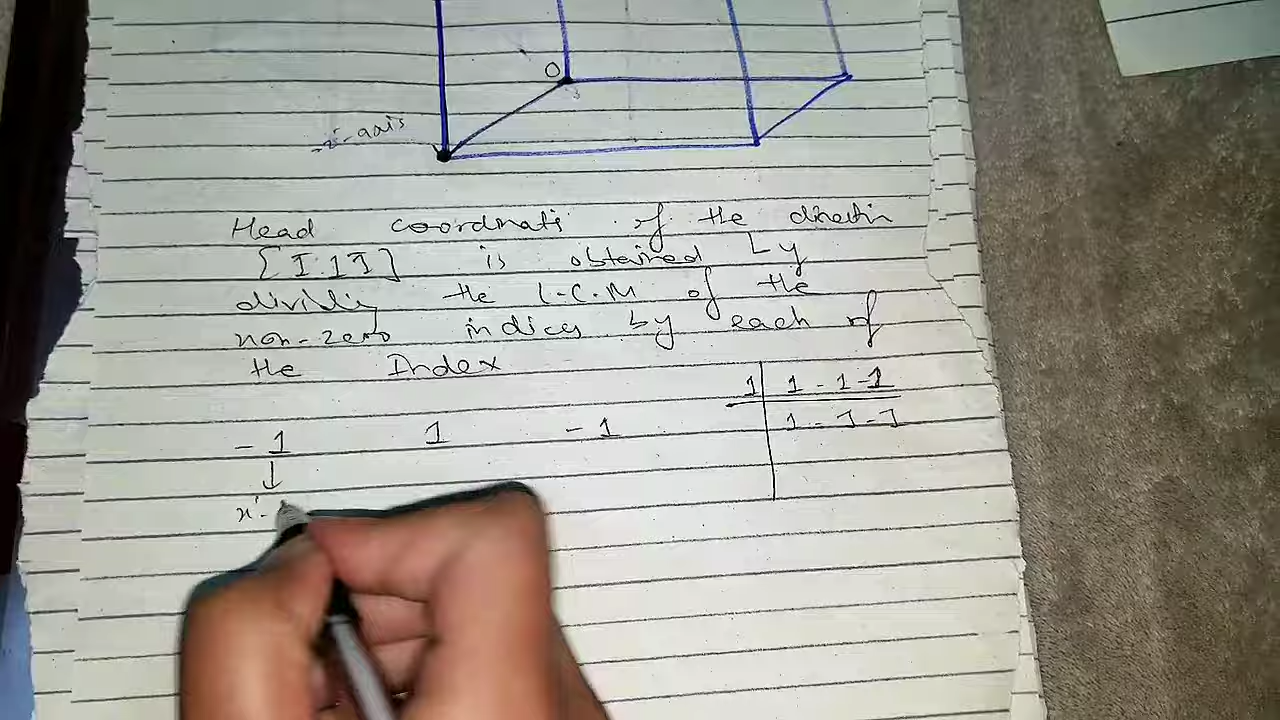 O
-x'-axis
Head coordinate of the direction
[1̅ 1 1̅] is obtained by
dividing the L.C.M of the
non-zero indices by each of
the Index
1 | 1 - 1 - 1
1 - 1 - 1
- 1 1 - 1
↓
x' -